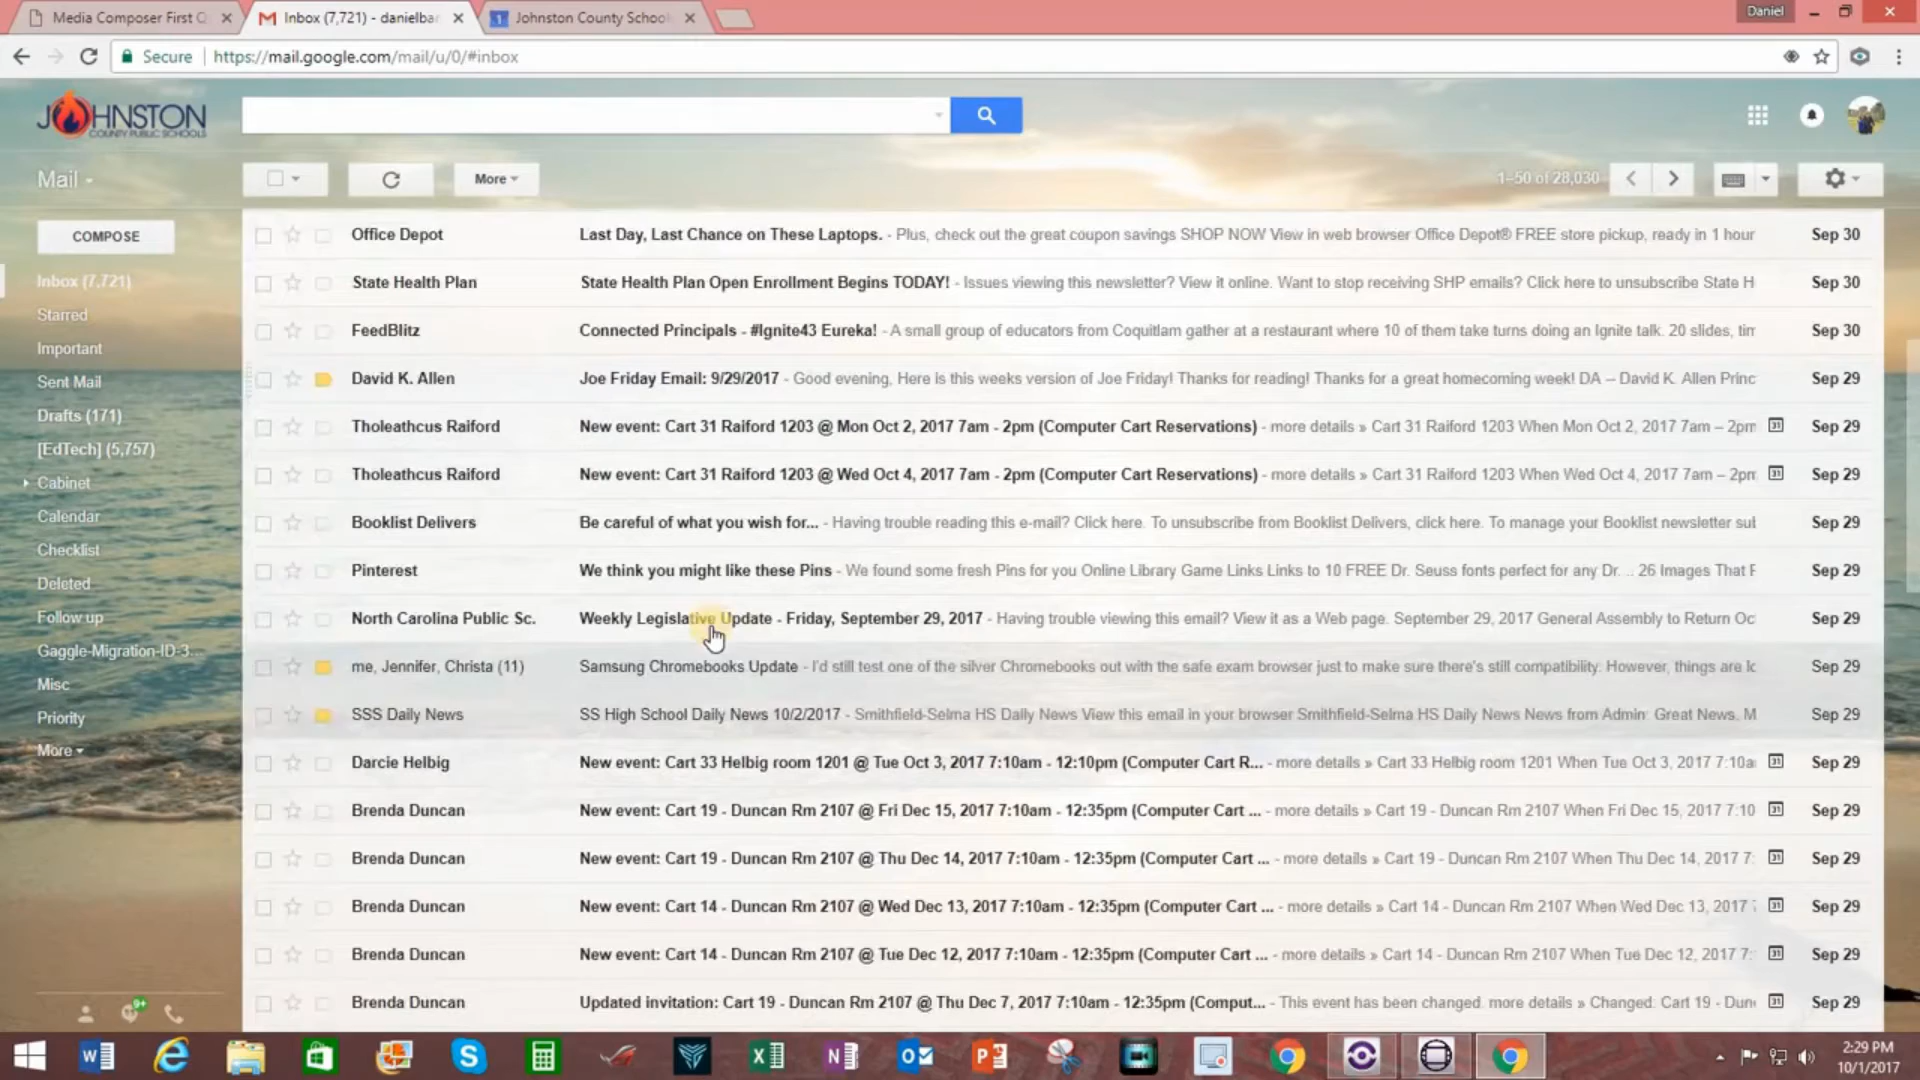 Media Composer First Q
Inbox (7,721) - danielbar
Johnston County School
Daniel
Secure
https://mail.google.com/mail/u/0/#inbox
JOHNSTON
COUNTY PUBLIC SCHOOLS
Mail
More
1–50 of 28,030
COMPOSE
Inbox (7,721)
Starred
Important
Sent Mail
Drafts (171)
[EdTech] (5,757)
Cabinet
Calendar
Checklist
Deleted
Follow up
Gaggle-Migration-ID-3...
Misc
Priority
More
Office Depot Last Day, Last Chance on These Laptops. - Plus, check out the great coupon savings SHOP NOW View in web browser Office Depot® FREE store pickup, ready in 1 hour Sep 30
State Health Plan State Health Plan Open Enrollment Begins TODAY! - Issues viewing this newsletter? View it online. Want to stop receiving SHP emails? Click here to unsubscribe State H Sep 30
FeedBlitz Connected Principals - #Ignite43 Eureka! - A small group of educators from Coquitlam gather at a restaurant where 10 of them take turns doing an Ignite talk. 20 slides, tim Sep 30
David K. Allen Joe Friday Email: 9/29/2017 - Good evening, Here is this weeks version of Joe Friday! Thanks for reading! Thanks for a great homecoming week! DA -- David K. Allen Princ Sep 29
Tholeathcus Raiford New event: Cart 31 Raiford 1203 @ Mon Oct 2, 2017 7am - 2pm (Computer Cart Reservations) - more details » Cart 31 Raiford 1203 When Mon Oct 2, 2017 7am – 2pm 31 Sep 29
Tholeathcus Raiford New event: Cart 31 Raiford 1203 @ Wed Oct 4, 2017 7am - 2pm (Computer Cart Reservations) - more details » Cart 31 Raiford 1203 When Wed Oct 4, 2017 7am – 2pm 31 Sep 29
Booklist Delivers Be careful of what you wish for... - Having trouble reading this e-mail? Click here. To unsubscribe from Booklist Delivers, click here. To manage your Booklist newsletter sul Sep 29
Pinterest We think you might like these Pins - We found some fresh Pins for you Online Library Game Links Links to 10 FREE Dr. Seuss fonts perfect for any Dr. .. 26 Images That F Sep 29
North Carolina Public Sc. Weekly Legislative Update - Friday, September 29, 2017 - Having trouble viewing this email? View it as a Web page. September 29, 2017 General Assembly to Return Oc Sep 29
me, Jennifer, Christa (11) Samsung Chromebooks Update - I'd still test one of the silver Chromebooks out with the safe exam browser just to make sure there's still compatibility. However, things are lc Sep 29
SSS Daily News SS High School Daily News 10/2/2017 - Smithfield-Selma HS Daily News View this email in your browser Smithfield-Selma HS Daily News News from Admin: Great News, M Sep 29
Darcie Helbig New event: Cart 33 Helbig room 1201 @ Tue Oct 3, 2017 7:10am - 12:10pm (Computer Cart R... - more details » Cart 33 Helbig room 1201 When Tue Oct 3, 2017 7:10a 31 Sep 29
Brenda Duncan New event: Cart 19 - Duncan Rm 2107 @ Fri Dec 15, 2017 7:10am - 12:35pm (Computer Cart ... - more details » Cart 19 - Duncan Rm 2107 When Fri Dec 15, 2017 7:10 31 Sep 29
Brenda Duncan New event: Cart 19 - Duncan Rm 2107 @ Thu Dec 14, 2017 7:10am - 12:35pm (Computer Cart ... - more details » Cart 19 - Duncan Rm 2107 When Thu Dec 14, 2017 7: 31 Sep 29
Brenda Duncan New event: Cart 14 - Duncan Rm 2107 @ Wed Dec 13, 2017 7:10am - 12:35pm (Computer Cart ... - more details » Cart 14 - Duncan Rm 2107 When Wed Dec 13, 2017 31 Sep 29
Brenda Duncan New event: Cart 14 - Duncan Rm 2107 @ Tue Dec 12, 2017 7:10am - 12:35pm (Computer Cart ... - more details » Cart 14 - Duncan Rm 2107 When Tue Dec 12, 2017 7: 31 Sep 29
Brenda Duncan Updated invitation: Cart 19 - Duncan Rm 2107 @ Thu Dec 7, 2017 7:10am - 12:35pm (Comput... - This event has been changed. more details » Changed: Cart 19 - Dunc 31 Sep 29
2:29 PM
10/1/2017